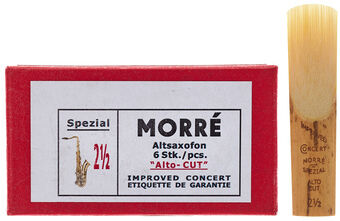 Spezial
2½
MORRÉ
Altsaxofon
6 Stk./pcs.
"Alto-CUT"
IMPROVED CONCERT
ETIQUETTE DE GARANTIE
CONCERT
MORRÉ
SPEZIAL
ALTO
CUT
2½